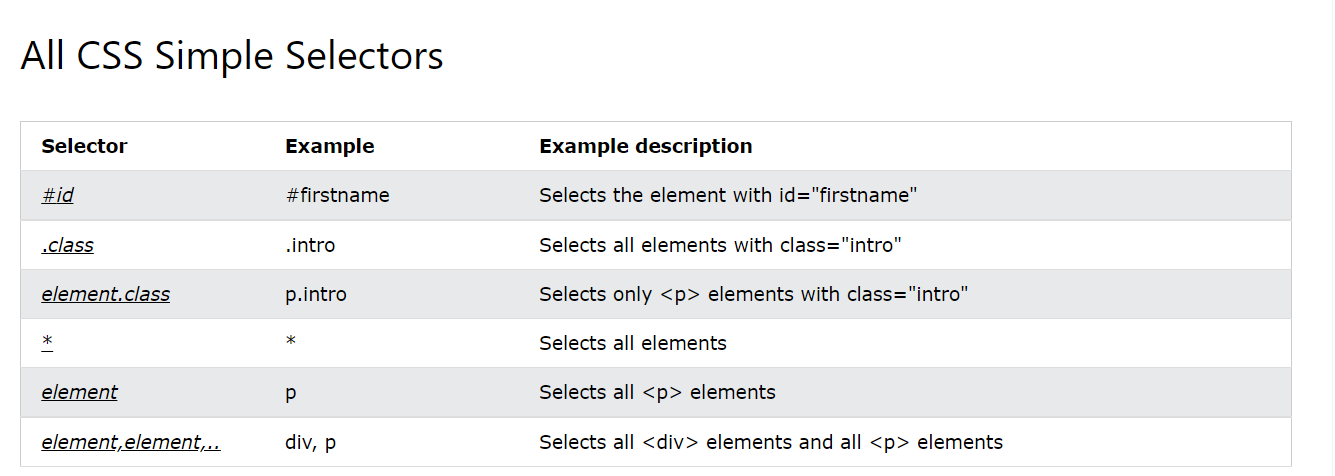 All CSS Simple Selectors
Selector Example Example description
#id #firstname Selects the element with id="firstname"
.class .intro Selects all elements with class="intro"
element.class p.intro Selects only <p> elements with class="intro"
* * Selects all elements
element p Selects all <p> elements
element,element,.. div, p Selects all <div> elements and all <p> elements